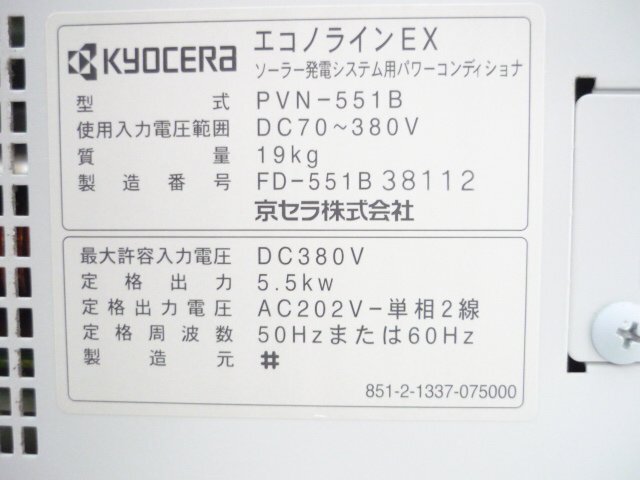 KYOCERA エコノラインEX
ソーラー発電システム用パワーコンディショナ
型式 PVN-551B
使用入力電圧範囲 DC70~380V
質量 19kg
製造番号 FD-551B 38112
京セラ株式会社
最大許容入力電圧 DC380V
定格出力 5.5kw
定格出力電圧 AC202V-単相2線
定格周波数 50Hzまたは60Hz
製造元
851-2-1337-075000